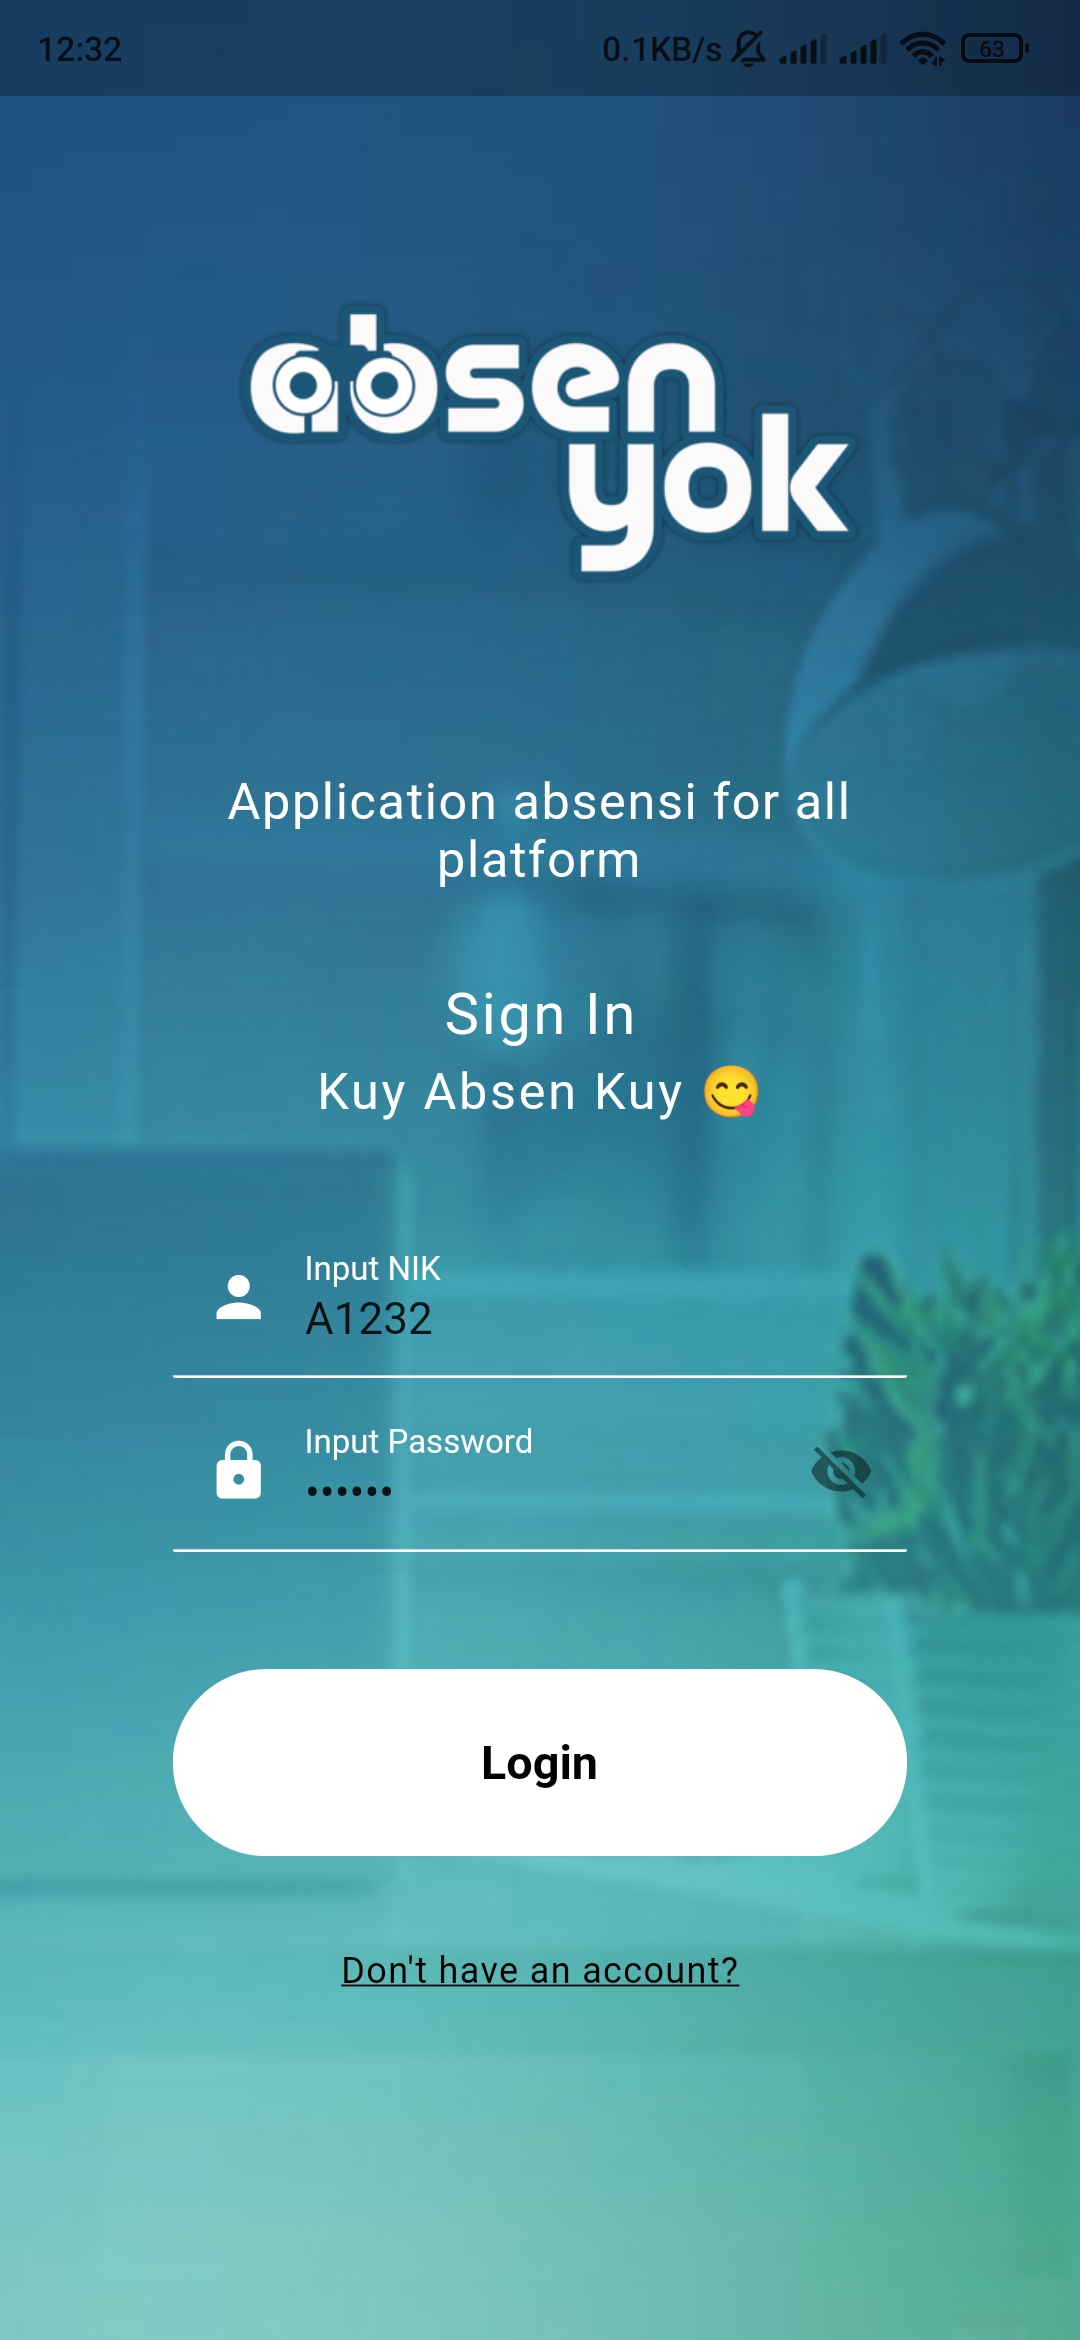 12:32 0.1KB/s 63
absen
yok
Application absensi for all
platform
Sign In
Kuy Absen Kuy 😋
Input NIK
A1232
Input Password
••••••
Login
Don't have an account?